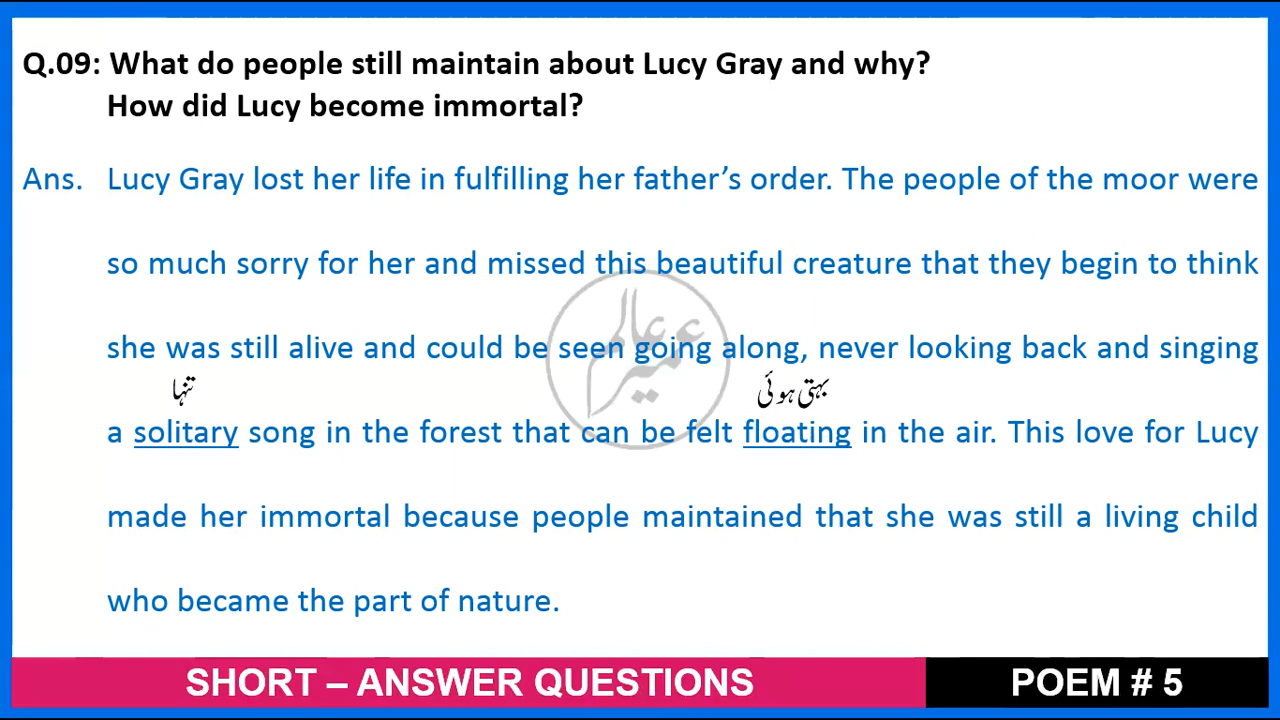 Q.09: What do people still maintain about Lucy Gray and why?
How did Lucy become immortal?
Ans. Lucy Gray lost her life in fulfilling her father's order. The people of the moor were
so much sorry for her and missed this beautiful creature that they begin to think
she was still alive and could be seen going along, never looking back and singing
تنہا بہتی ہوئی
a solitary song in the forest that can be felt floating in the air. This love for Lucy
made her immortal because people maintained that she was still a living child
who became the part of nature.
عمیر عالم
SHORT – ANSWER QUESTIONS POEM # 5